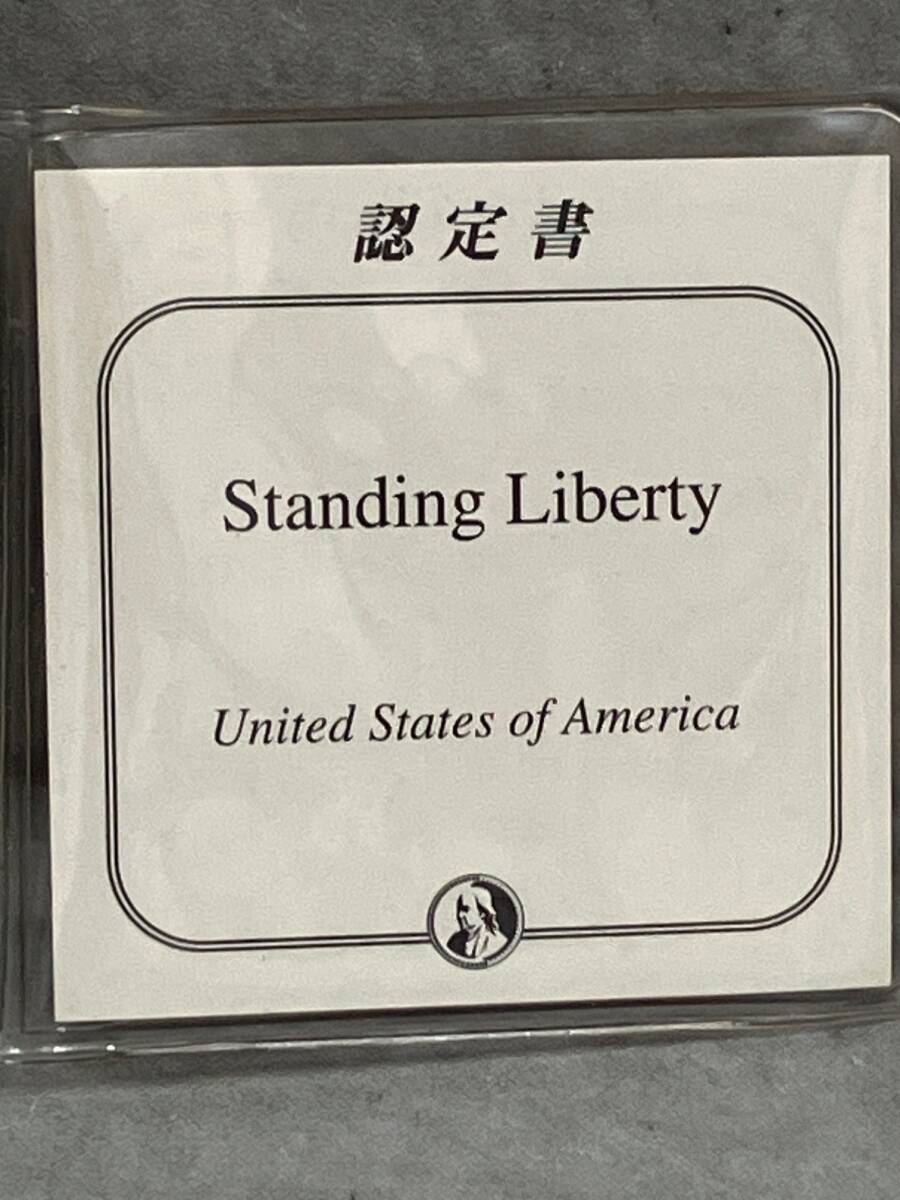 認定書
Standing Liberty
United States of America